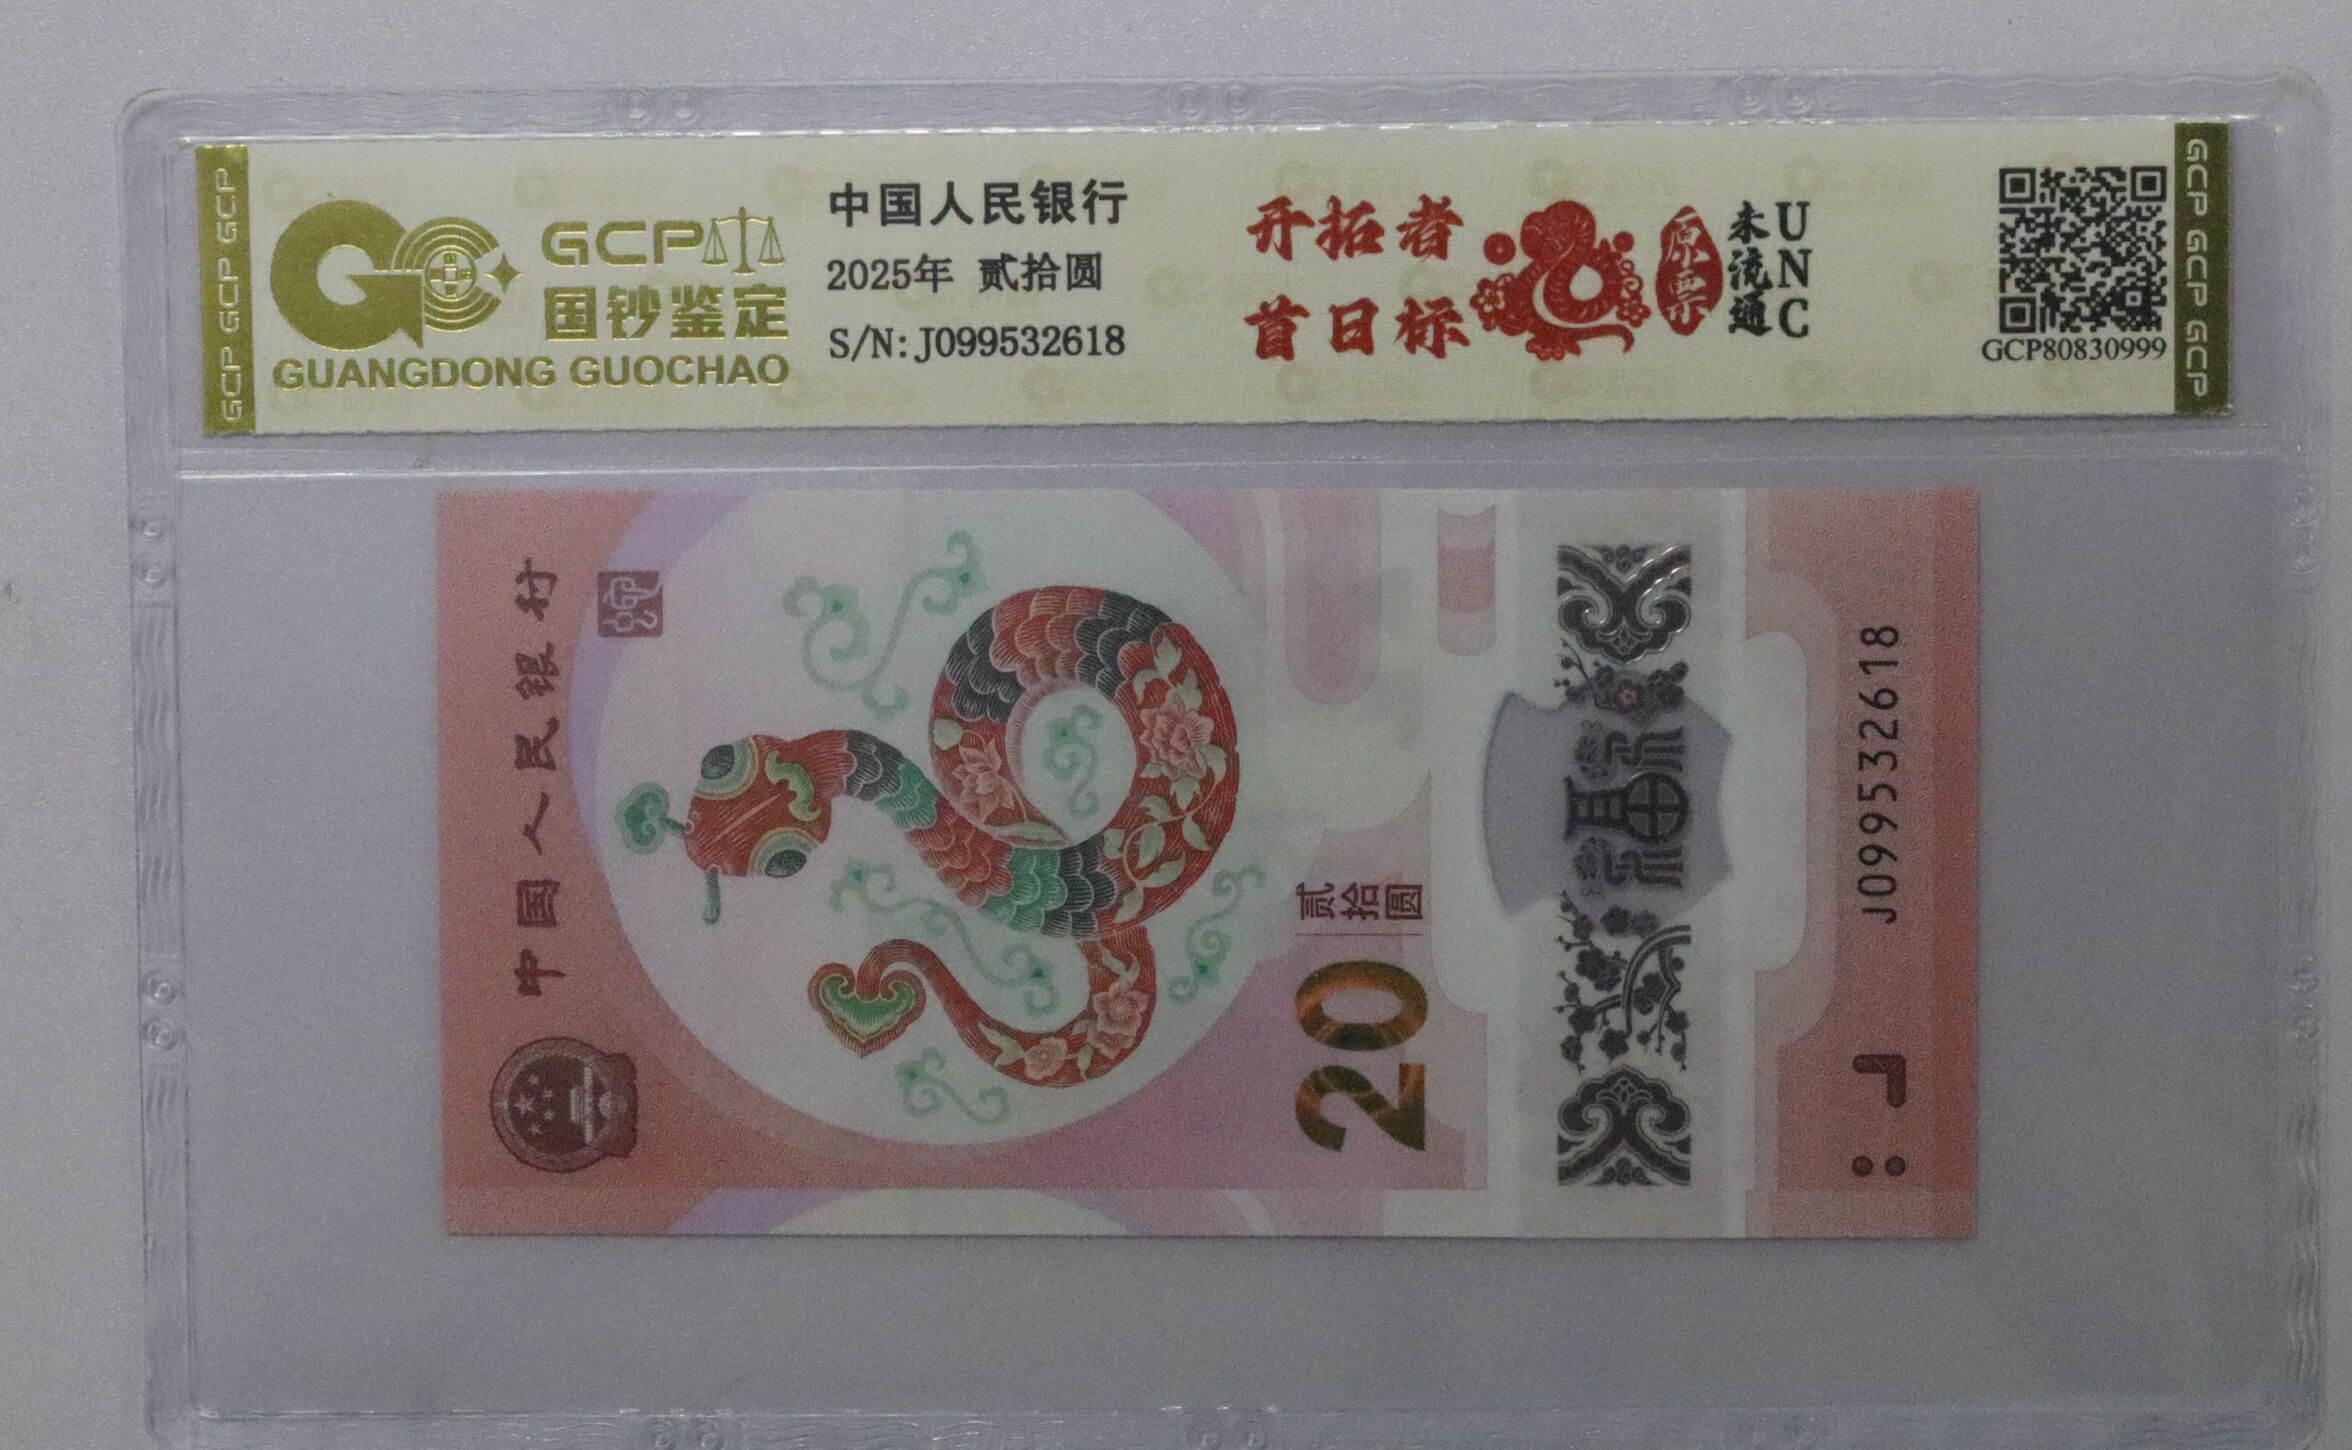 GCP GCP GCP
GCP
国钞鉴定
GUANGDONG GUOCHAO
中国人民银行
2025年 贰拾圆
S/N:J099532618
开拓者
首日标
原票
未流通
UNC
GCP80830999
GCP GCP GCP
中国人民银行
20
贰拾圆
福
J099532618